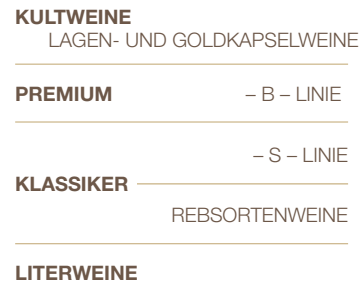 KULTWEINE
LAGEN- UND GOLDKAPSELWEINE
PREMIUM – B – LINIE
– S – LINIE
KLASSIKER
REBSORTENWEINE
LITERWEINE